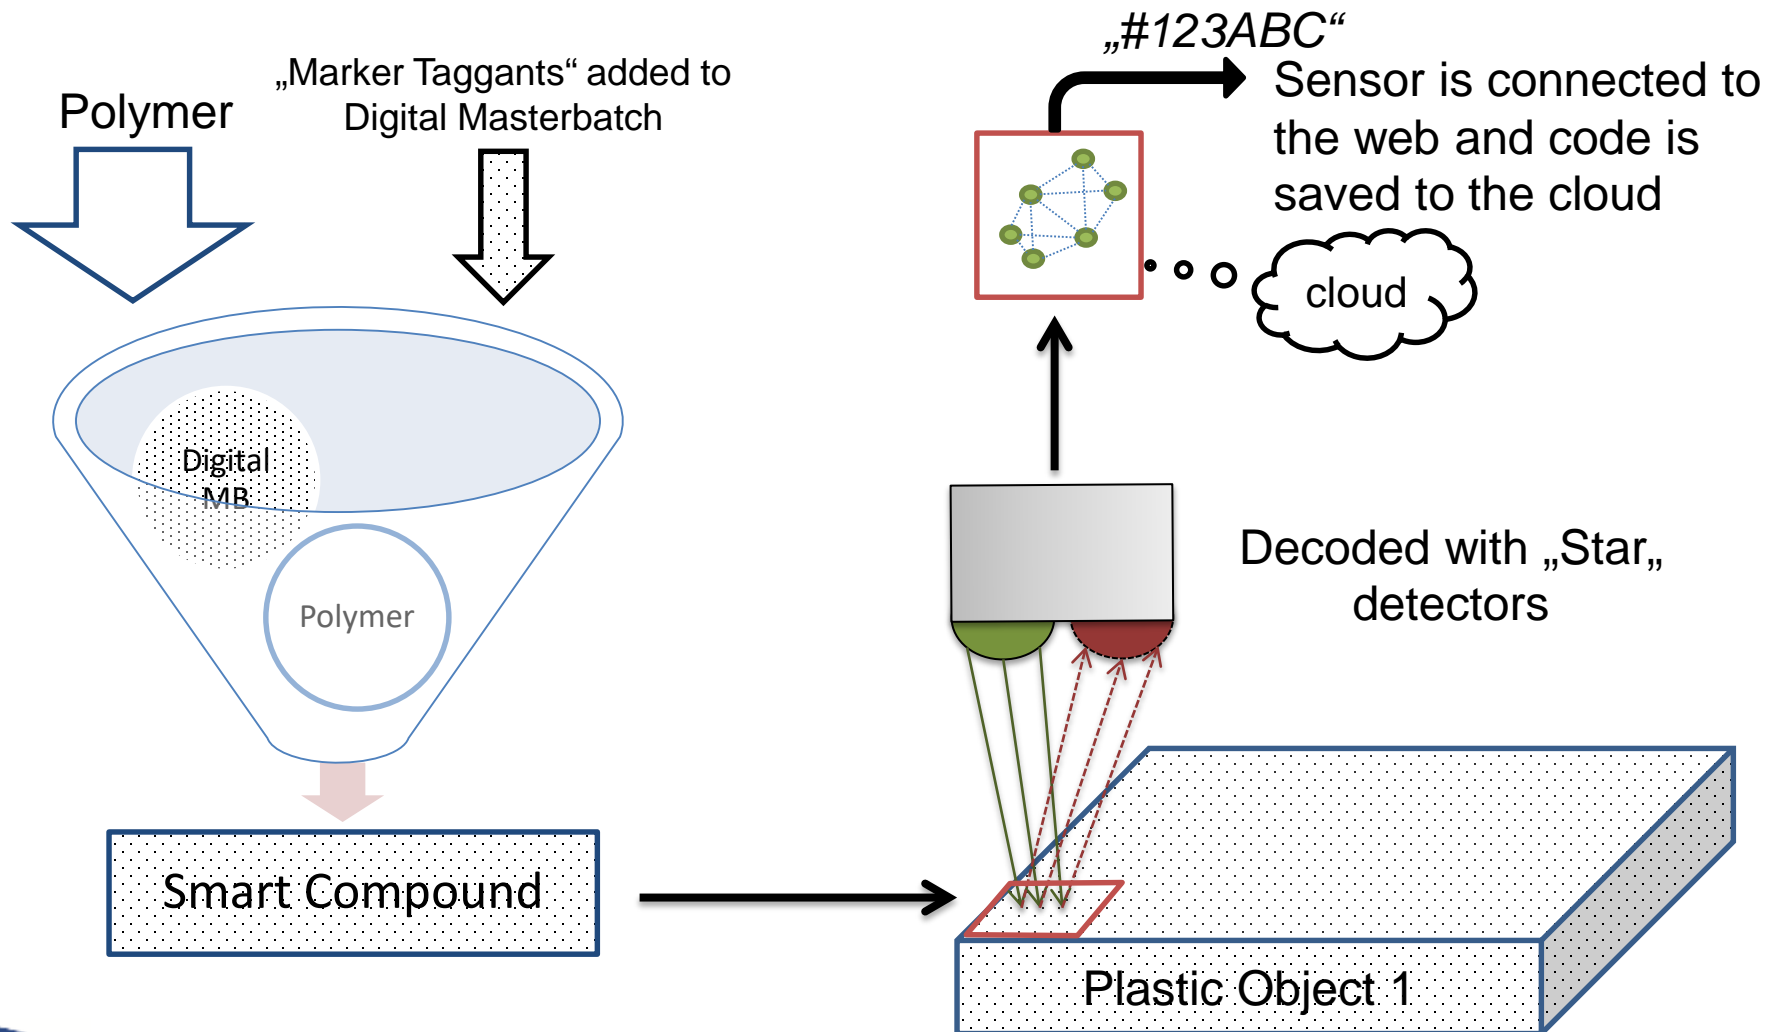 Polymer
„Marker Taggants“ added to
Digital Masterbatch
Digital
MB
Polymer
Smart Compound
„#123ABC“
Sensor is connected to
the web and code is
saved to the cloud
cloud
Decoded with „Star„
detectors
Plastic Object 1